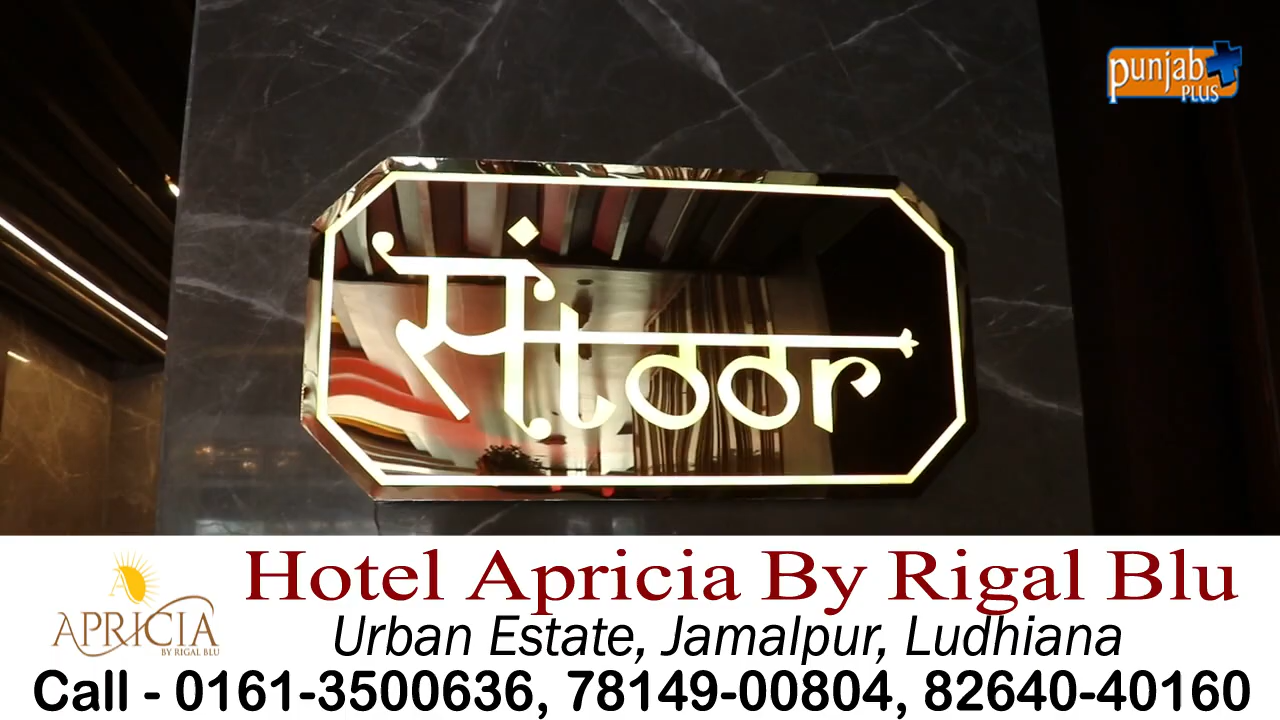 punjab
PLUS
संtoor
A
APRICIA
BY RIGAL BLU
Hotel Apricia By Rigal Blu
Urban Estate, Jamalpur, Ludhiana
Call - 0161-3500636, 78149-00804, 82640-40160